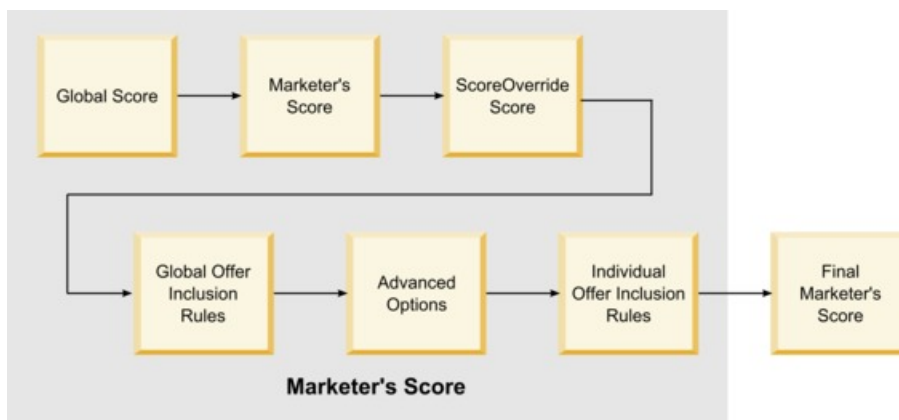 Global Score
Marketer's
Score
ScoreOverride
Score
Global Offer
Inclusion
Rules
Advanced
Options
Individual
Offer Inclusion
Rules
Final
Marketer's
Score
Marketer's Score